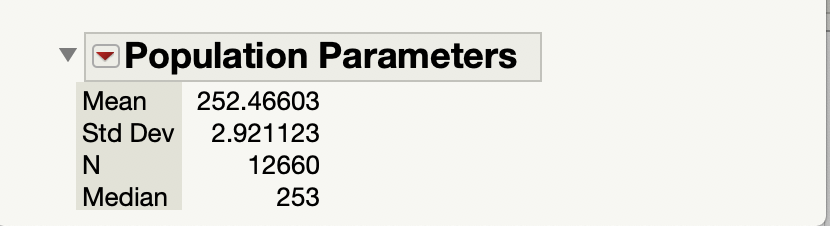 Population Parameters
Mean 252.46603
Std Dev 2.921123
N 12660
Median 253